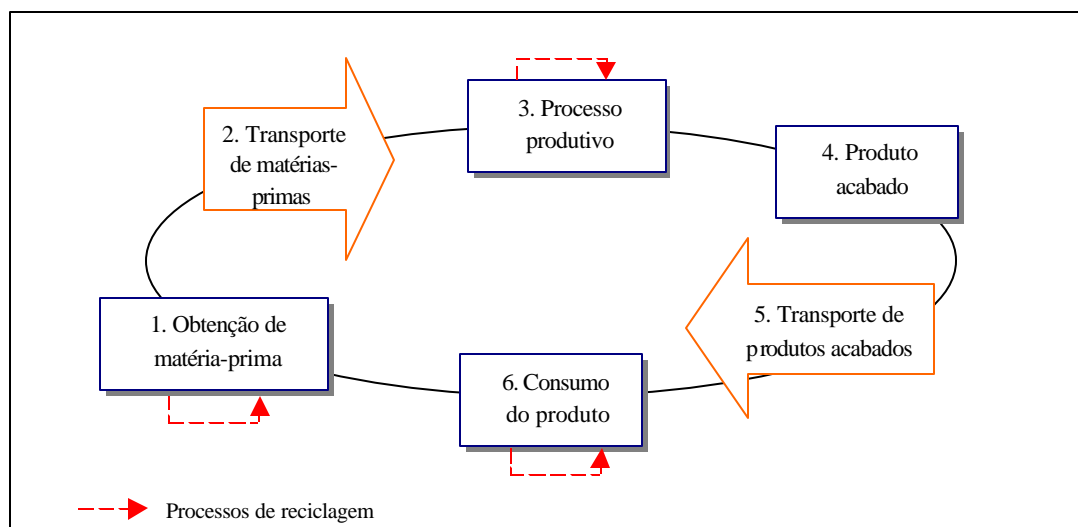 3. Processo
produtivo
2. Transporte
de matérias-
primas
4. Produto
acabado
1. Obtenção de
matéria-prima
5. Transporte de
produtos acabados
6. Consumo
do produto
Processos de reciclagem